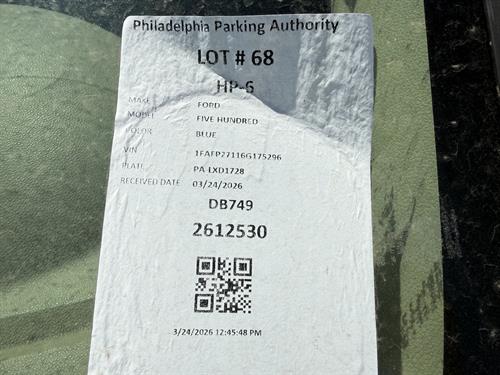 Philadelphia Parking Authority
LOT # 68
HP-6
MAKE FORD
MODEL FIVE HUNDRED
COLOR BLUE
VIN 1FAFP27116G175296
PLATE PA-LXD1728
RECEIVED DATE 03/24/2026
DB749
2612530
3/24/2026 12:45:48 PM